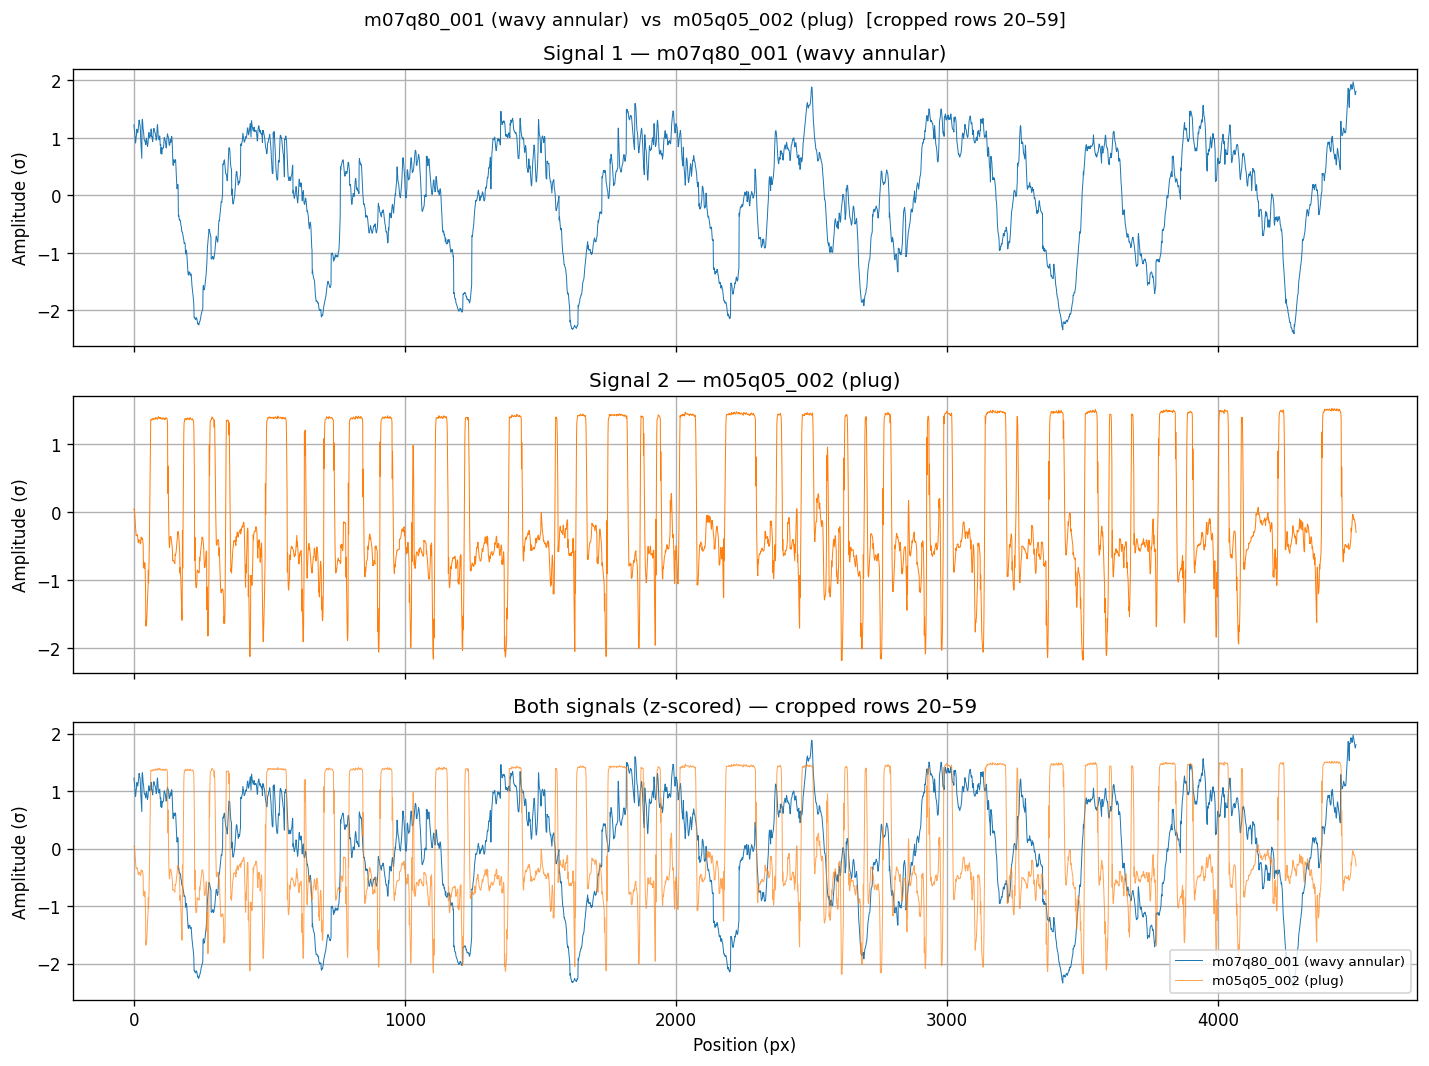 m07q80_001 (wavy annular)  vs  m05q05_002 (plug)  [cropped rows 20–59]
Signal 1 — m07q80_001 (wavy annular)
2
1
0
−1
−2
Amplitude (σ)
Signal 2 — m05q05_002 (plug)
1
0
−1
−2
Amplitude (σ)
Both signals (z-scored) — cropped rows 20–59
2
1
0
−1
−2
Amplitude (σ)
m07q80_001 (wavy annular)
m05q05_002 (plug)
0 1000 2000 3000 4000
Position (px)